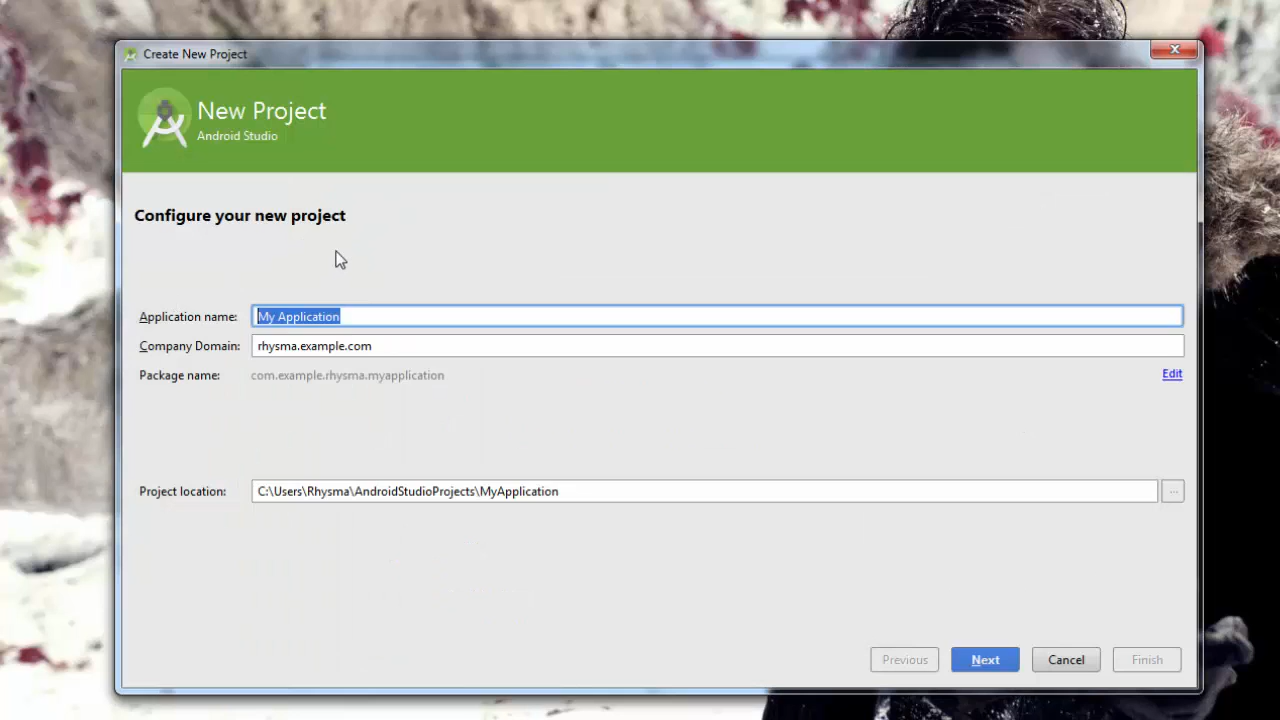 Create New Project
New Project
Android Studio
Configure your new project
Application name: My Application
Company Domain: rhysma.example.com
Package name: com.example.rhysma.myapplication Edit
Project location: C:\Users\Rhysma\AndroidStudioProjects\MyApplication ...
Previous Next Cancel Finish